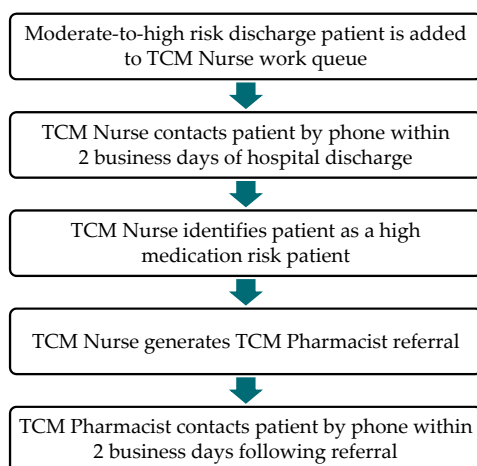 Moderate-to-high risk discharge patient is added
to TCM Nurse work queue
TCM Nurse contacts patient by phone within
2 business days of hospital discharge
TCM Nurse identifies patient as a high
medication risk patient
TCM Nurse generates TCM Pharmacist referral
TCM Pharmacist contacts patient by phone within
2 business days following referral